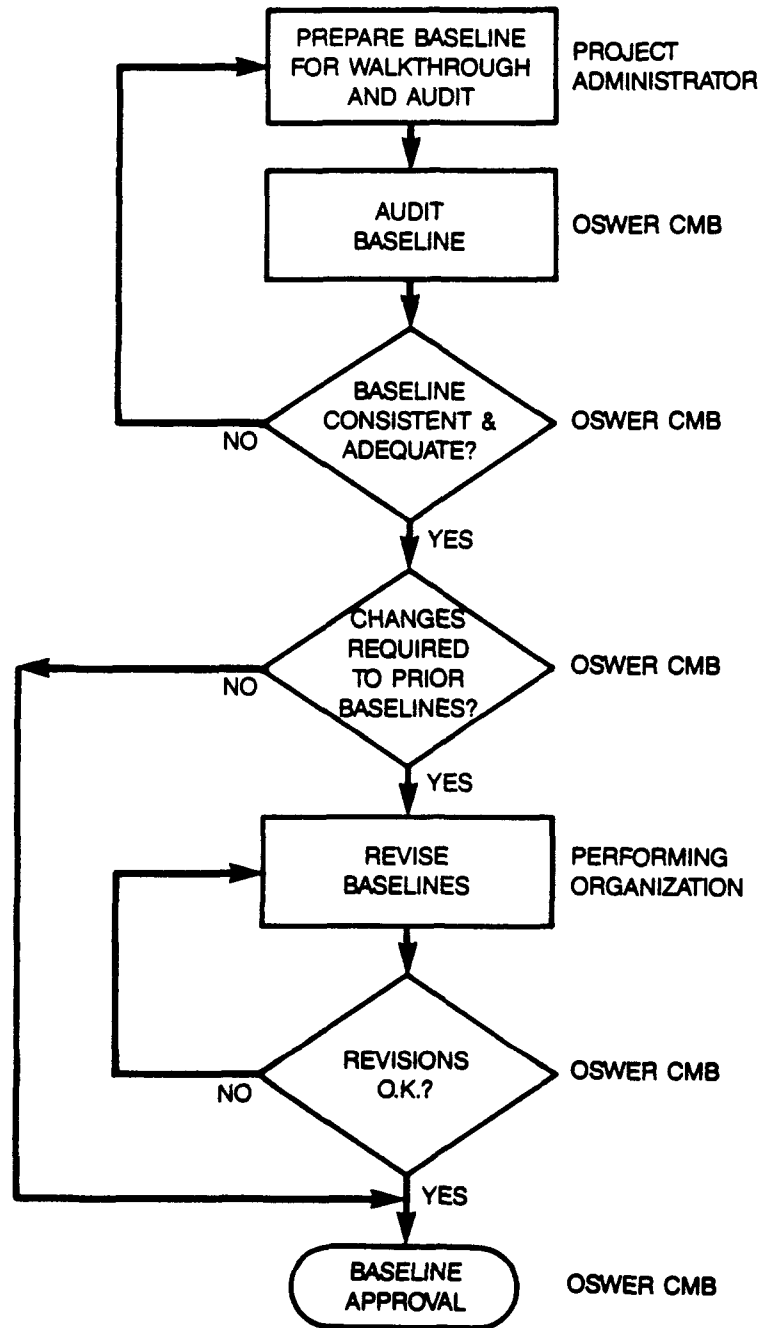 PREPARE BASELINE
FOR WALKTHROUGH
AND AUDIT
PROJECT
ADMINISTRATOR
AUDIT
BASELINE
OSWER CMB
BASELINE
CONSISTENT &
ADEQUATE?
OSWER CMB
NO
YES
CHANGES
REQUIRED
TO PRIOR
BASELINES?
OSWER CMB
NO
YES
REVISE
BASELINES
PERFORMING
ORGANIZATION
REVISIONS
O.K.?
OSWER CMB
NO
YES
BASELINE
APPROVAL
OSWER CMB